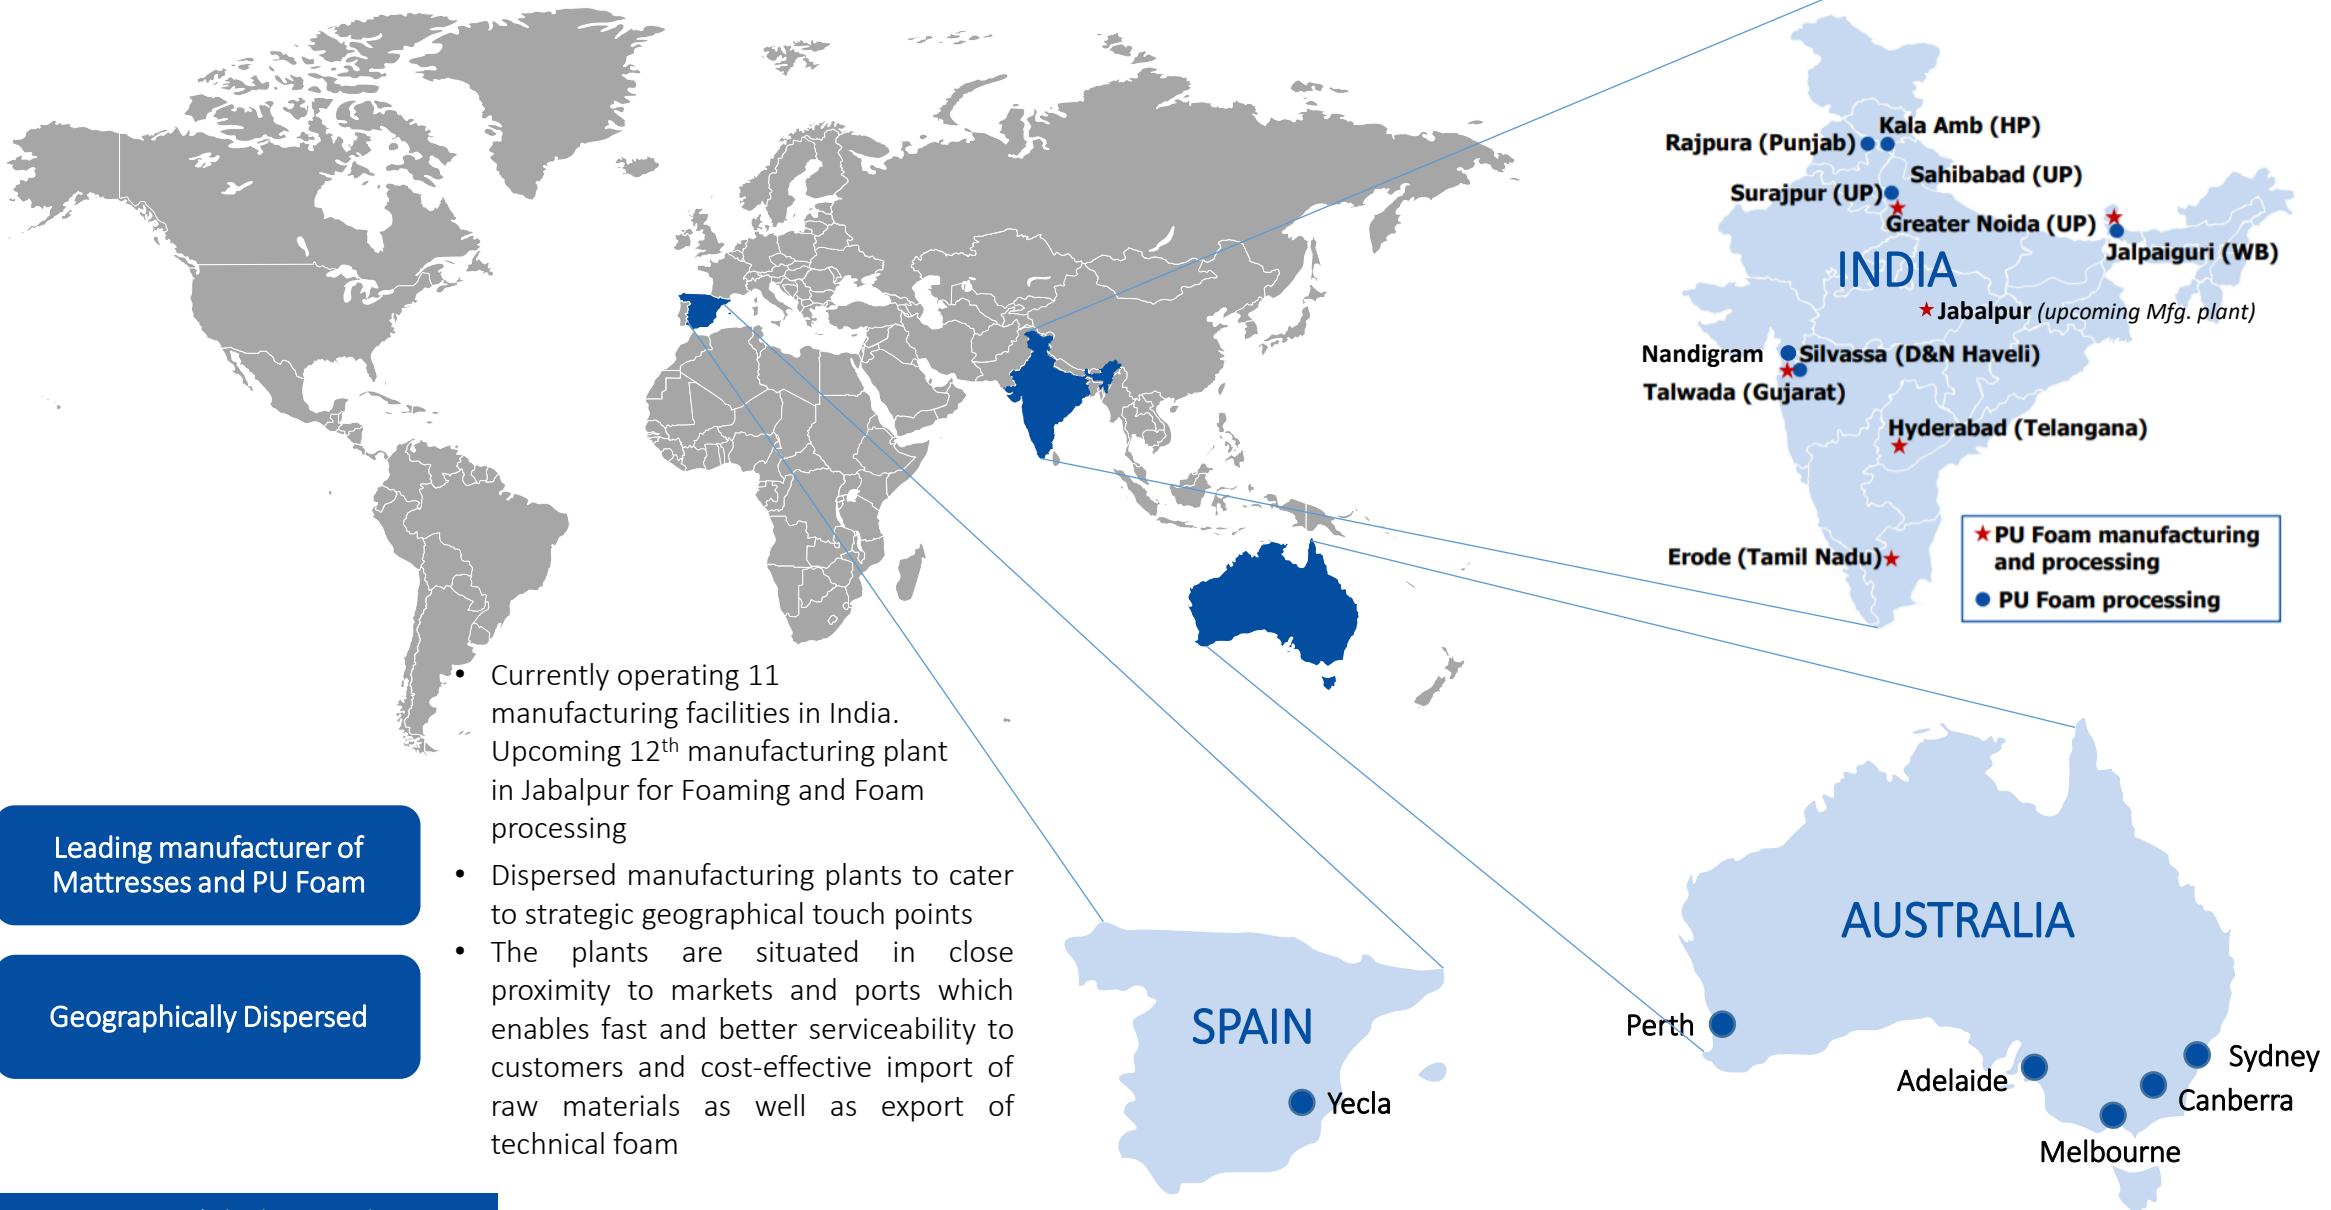 Kala Amb (HP)
Rajpura (Punjab)
Sahibabad (UP)
Surajpur (UP)
Greater Noida (UP)
Jalpaiguri (WB)
INDIA
Jabalpur (upcoming Mfg. plant)
Nandigram
Silvassa (D&N Haveli)
Talwada (Gujarat)
Hyderabad (Telangana)
Erode (Tamil Nadu)
PU Foam manufacturing
and processing
PU Foam processing
• Currently operating 11
manufacturing facilities in India.
Upcoming 12th manufacturing plant
in Jabalpur for Foaming and Foam
processing
• Dispersed manufacturing plants to cater
to strategic geographical touch points
• The plants are situated in close
proximity to markets and ports which
enables fast and better serviceability to
customers and cost-effective import of
raw materials as well as export of
technical foam
Leading manufacturer of
Mattresses and PU Foam
Geographically Dispersed
SPAIN
Yecla
AUSTRALIA
Perth
Adelaide
Sydney
Canberra
Melbourne